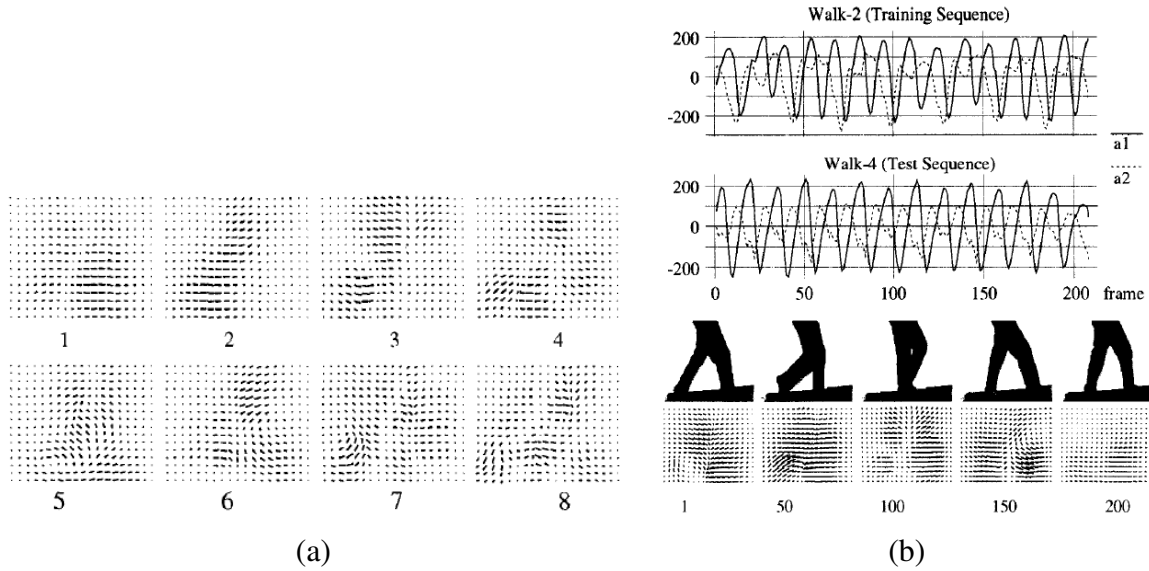 1 2 3 4
5 6 7 8
(a)
Walk-2 (Training Sequence)
200
0
-200
a1
a2
Walk-4 (Test Sequence)
200
0
-200
0 50 100 150 200 frame
1 50 100 150 200
(b)